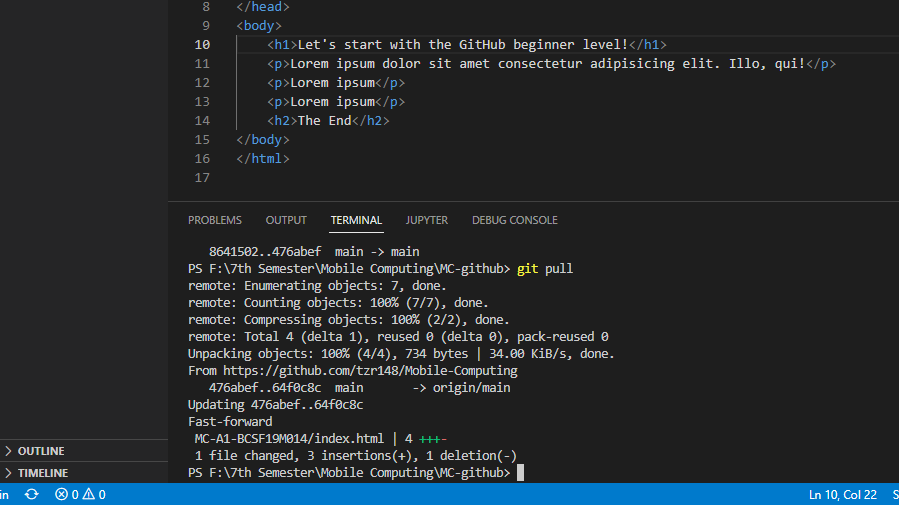 8 </head>
9 <body>
10 <h1>Let's start with the GitHub beginner level!</h1>
11 <p>Lorem ipsum dolor sit amet consectetur adipisicing elit. Illo, qui!</p>
12 <p>Lorem ipsum</p>
13 <p>Lorem ipsum</p>
14 <h2>The End</h2>
15 </body>
16 </html>
17
PROBLEMS OUTPUT TERMINAL JUPYTER DEBUG CONSOLE
8641502..476abef main -> main
PS F:\7th Semester\Mobile Computing\MC-github> git pull
remote: Enumerating objects: 7, done.
remote: Counting objects: 100% (7/7), done.
remote: Compressing objects: 100% (2/2), done.
remote: Total 4 (delta 1), reused 0 (delta 0), pack-reused 0
Unpacking objects: 100% (4/4), 734 bytes | 34.00 KiB/s, done.
From https://github.com/tzr148/Mobile-Computing
476abef..64f0c8c main -> origin/main
Updating 476abef..64f0c8c
Fast-forward
MC-A1-BCSF19M014/index.html | 4 +++-
1 file changed, 3 insertions(+), 1 deletion(-)
PS F:\7th Semester\Mobile Computing\MC-github>
OUTLINE
TIMELINE
in 0 0 Ln 10, Col 22 S